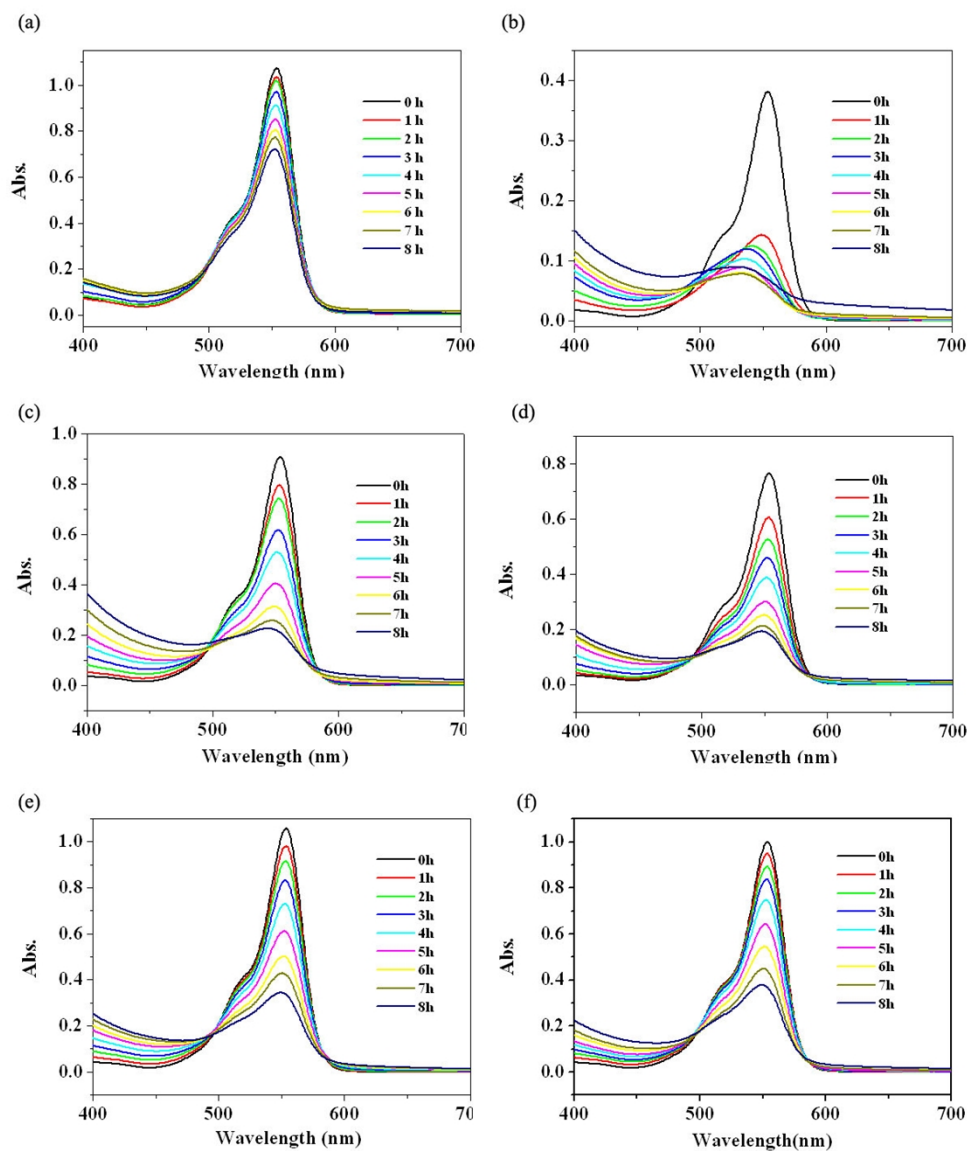 (a)
Abs.
1.0
0.8
0.6
0.4
0.2
0.0
0 h
1 h
2 h
3 h
4 h
5 h
6 h
7 h
8 h
400 500 600 700
Wavelength (nm)
(b)
Abs.
0.4
0.3
0.2
0.1
0.0
0h
1h
2h
3h
4h
5h
6h
7h
8h
400 500 600 700
Wavelength (nm)
(c)
Abs.
1.0
0.8
0.6
0.4
0.2
0.0
0h
1h
2h
3h
4h
5h
6h
7h
8h
400 500 600 70
Wavelength (nm)
(d)
Abs.
0.8
0.6
0.4
0.2
0.0
0h
1h
2h
3h
4h
5h
6h
7h
8h
400 500 600 700
Wavelength (nm)
(e)
Abs.
1.0
0.8
0.6
0.4
0.2
0.0
0h
1h
2h
3h
4h
5h
6h
7h
8h
400 500 600 70
Wavelength (nm)
(f)
Abs.
1.0
0.8
0.6
0.4
0.2
0.0
0h
1h
2h
3h
4h
5h
6h
7h
8h
400 500 600 700
Wavelength(nm)